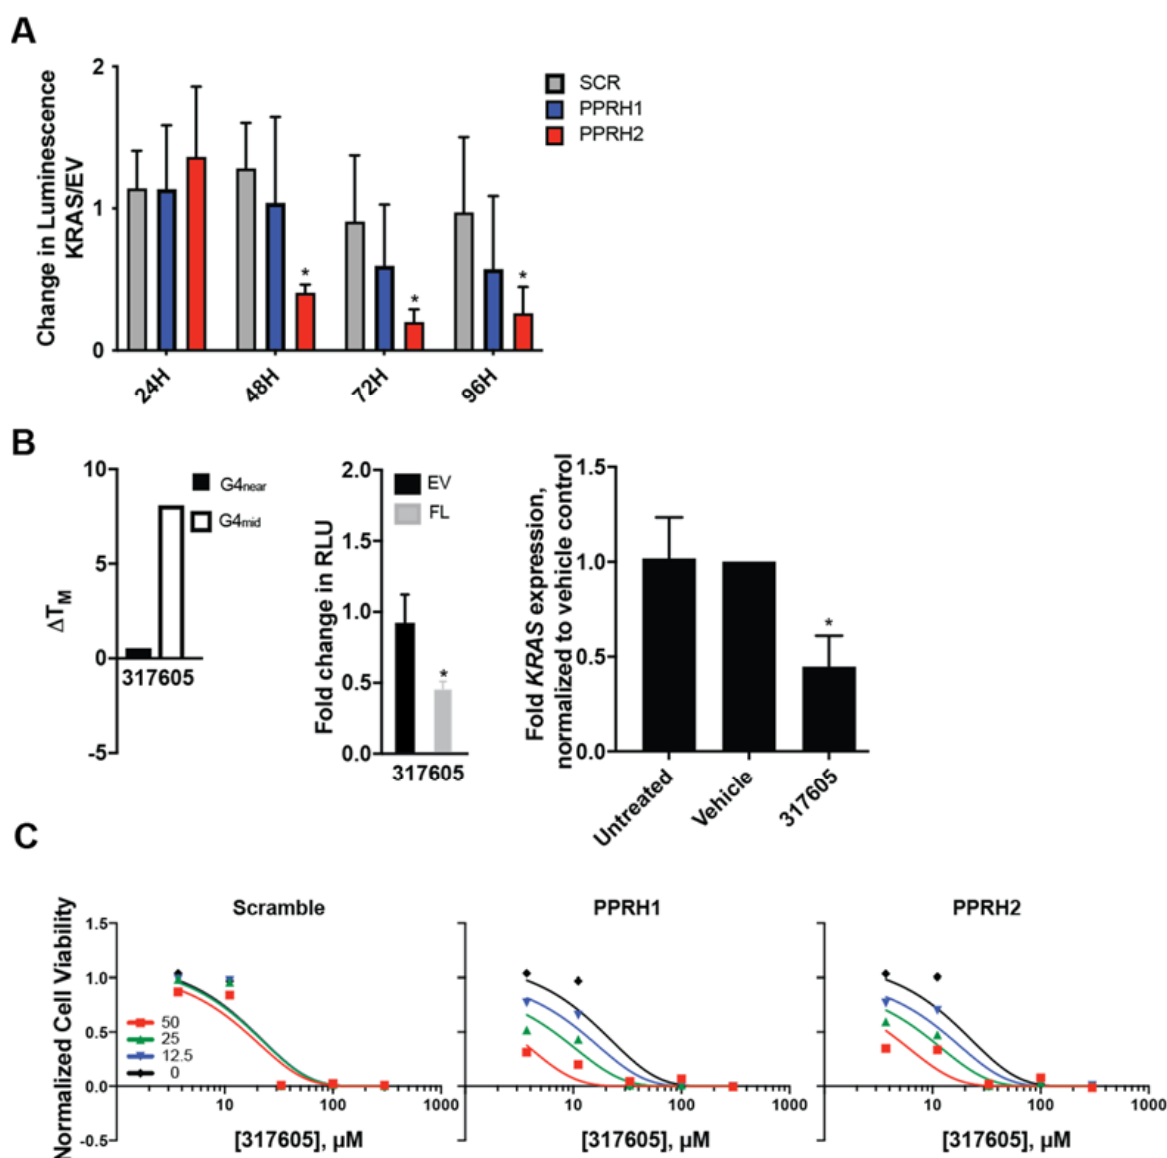 A
Change in Luminescence
KRAS/EV
2
1
0
SCR
PPRH1
PPRH2
*
*
*
24H
48H
72H
96H
B
ΔTM
10
5
0
-5
G4near
G4mid
317605
Fold change in RLU
2.0
1.5
1.0
0.5
0.0
EV
FL
*
317605
Fold KRAS expression,
normalized to vehicle control
1.5
1.0
0.5
0.0
*
Untreated
Vehicle
317605
C
Normalized Cell Viability
Scramble
1.5
1.0
0.5
0.0
-0.5
50
25
12.5
0
10
100
1000
[317605], µM
PPRH1
10
100
1000
[317605], µM
PPRH2
10
100
1000
[317605], µM